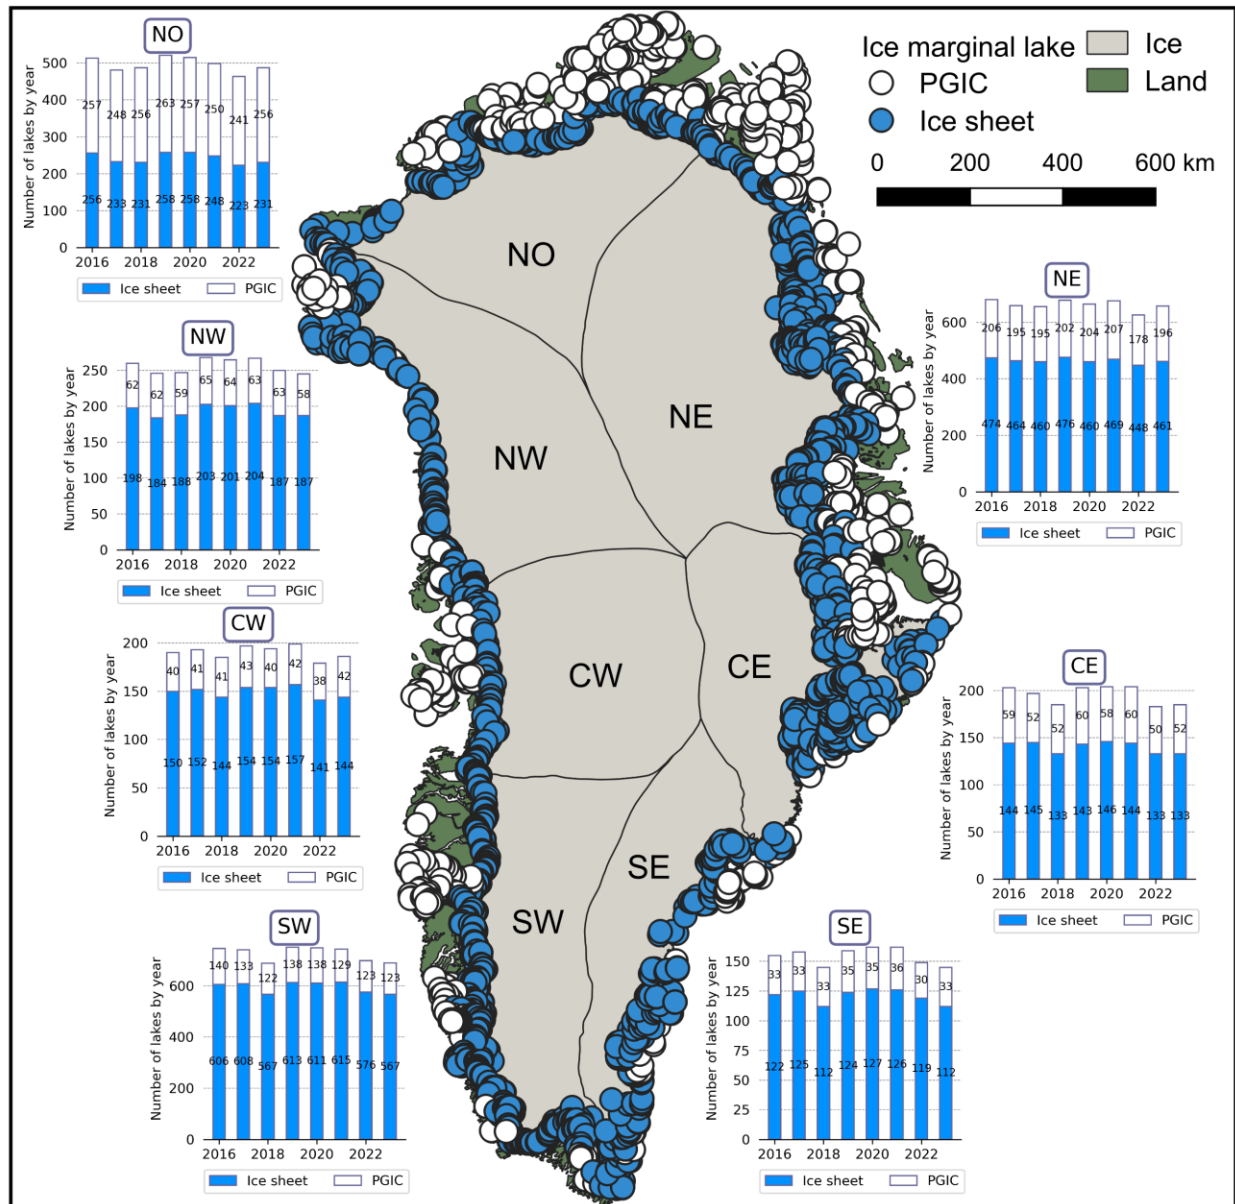 NO
Number of lakes by year
500
400
300
200
100
0
257 248 256 263 257 250 241 256
256 233 231 258 258 248 223 231
2016 2018 2020 2022
Ice sheet PGIC
Ice marginal lake
PGIC
Ice sheet
Ice
Land
0 200 400 600 km
NW
Number of lakes by year
250
200
150
100
50
0
62 62 59 65 64 63 63 58
198 184 188 203 201 204 187 187
2016 2018 2020 2022
Ice sheet PGIC
NE
Number of lakes by year
600
400
200
0
206 195 195 202 204 207 178 196
474 464 460 476 460 469 448 461
2016 2018 2020 2022
Ice sheet PGIC
CW
Number of lakes by year
200
150
100
50
0
40 41 41 43 40 42 38 42
150 152 144 154 154 157 141 144
2016 2018 2020 2022
Ice sheet PGIC
CE
Number of lakes by year
200
150
100
50
0
59 52 52 60 58 60 50 52
144 145 133 143 146 144 133 133
2016 2018 2020 2022
Ice sheet PGIC
SW
Number of lakes by year
600
400
200
0
140 133 122 138 138 129 123 123
606 608 567 613 611 615 576 567
2016 2018 2020 2022
Ice sheet PGIC
SE
Number of lakes by year
150
125
100
75
50
25
0
33 33 33 35 35 36 30 33
122 125 112 124 127 126 119 112
2016 2018 2020 2022
Ice sheet PGIC
NO
NE
NW
CW
CE
SE
SW